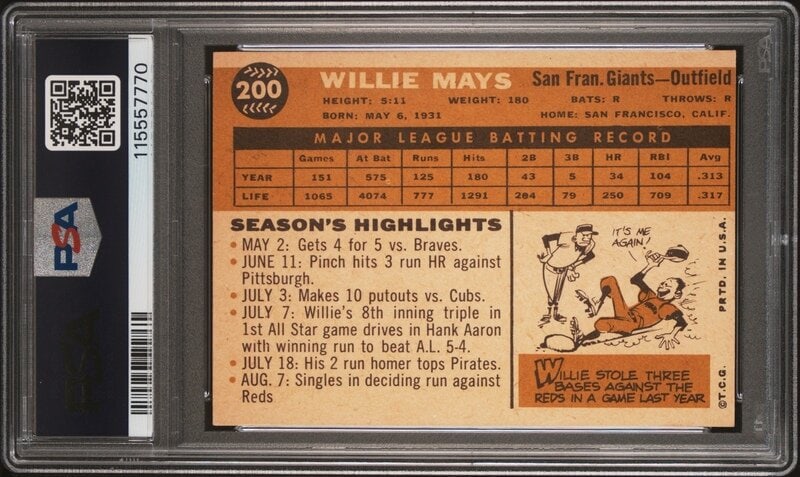 115557770
PSA
200
WILLIE MAYS San Fran. Giants—Outfield
HEIGHT: 5:11 WEIGHT: 180 BATS: R THROWS: R
BORN: MAY 6, 1931 HOME: SAN FRANCISCO, CALIF.
MAJOR LEAGUE BATTING RECORD
Games At Bat Runs Hits 2B 3B HR RBI Avg
YEAR 151 575 125 180 43 5 34 104 .313
LIFE 1065 4074 777 1291 204 79 250 709 .317
SEASON'S HIGHLIGHTS
• MAY 2: Gets 4 for 5 vs. Braves.
• JUNE 11: Pinch hits 3 run HR against
Pittsburgh.
• JULY 3: Makes 10 putouts vs. Cubs.
• JULY 7: Willie's 8th inning triple in
1st All Star game drives in Hank Aaron
with winning run to beat A.L. 5-4.
• JULY 18: His 2 run homer tops Pirates.
• AUG. 7: Singles in deciding run against
Reds
IT'S ME
AGAIN!
WILLIE STOLE THREE
BASES AGAINST THE
REDS IN A GAME LAST YEAR
©T.C.G. PRTD. IN U.S.A.